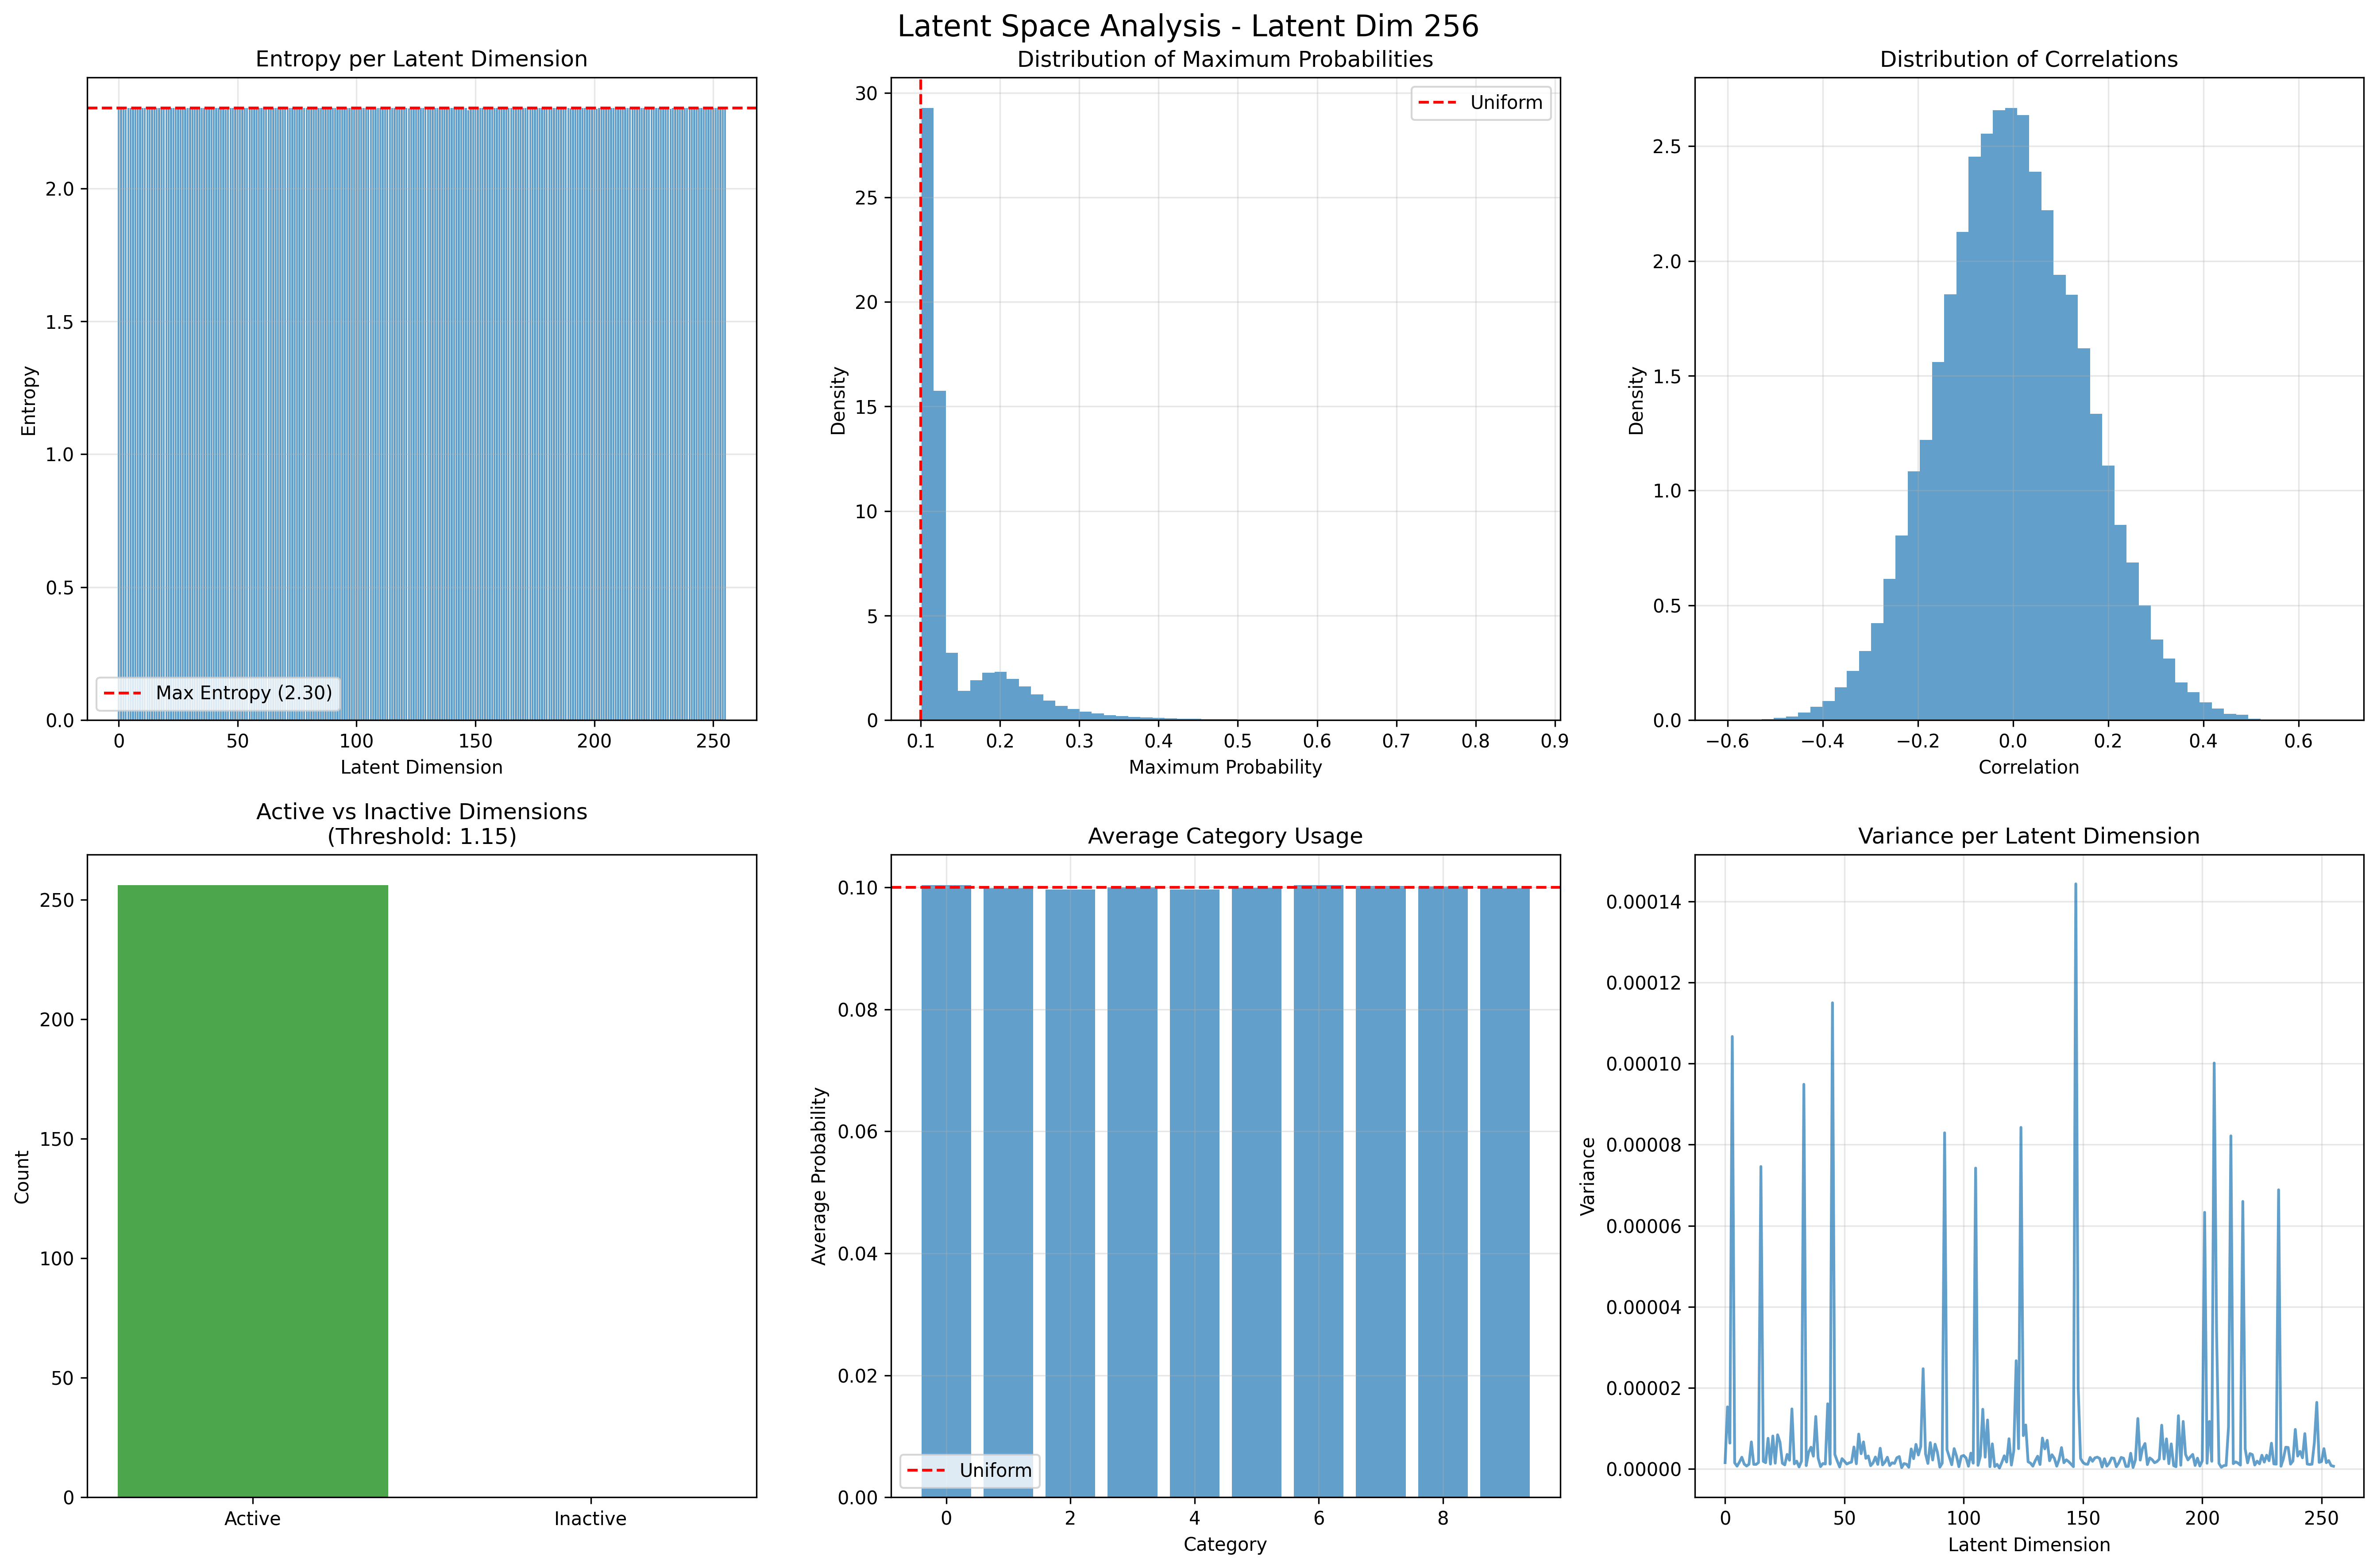 Latent Space Analysis - Latent Dim 256
Entropy per Latent Dimension
Entropy
2.0
1.5
1.0
0.5
0.0
Max Entropy (2.30)
0 50 100 150 200 250
Latent Dimension
Distribution of Maximum Probabilities
Density
30
25
20
15
10
5
0
Uniform
0.1 0.2 0.3 0.4 0.5 0.6 0.7 0.8 0.9
Maximum Probability
Distribution of Correlations
Density
2.5
2.0
1.5
1.0
0.5
0.0
−0.6 −0.4 −0.2 0.0 0.2 0.4 0.6
Correlation
Active vs Inactive Dimensions
(Threshold: 1.15)
Count
250
200
150
100
50
0
Active Inactive
Average Category Usage
Average Probability
0.10
0.08
0.06
0.04
0.02
0.00
Uniform
0 2 4 6 8
Category
Variance per Latent Dimension
Variance
0.00014
0.00012
0.00010
0.00008
0.00006
0.00004
0.00002
0.00000
0 50 100 150 200 250
Latent Dimension